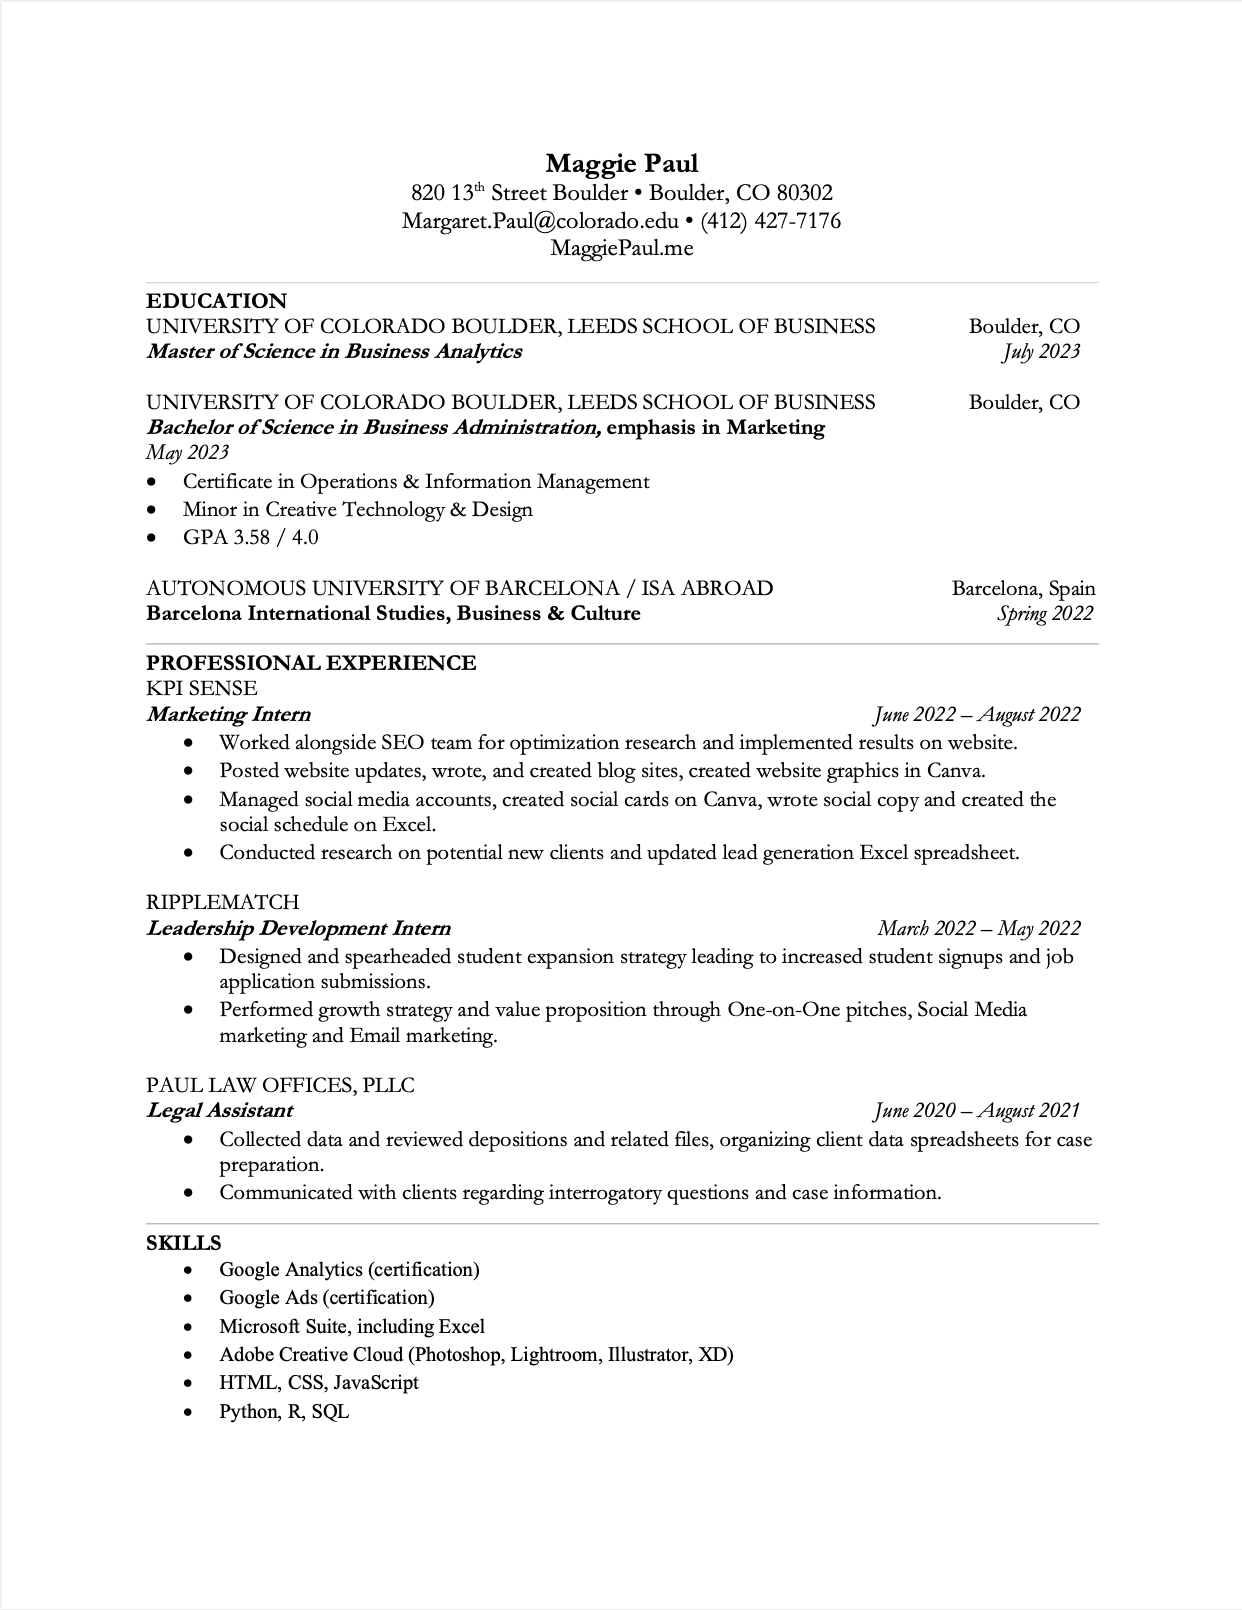 Maggie Paul
820 13th Street Boulder • Boulder, CO 80302
Margaret.Paul@colorado.edu • (412) 427-7176
MaggiePaul.me
EDUCATION
UNIVERSITY OF COLORADO BOULDER, LEEDS SCHOOL OF BUSINESS Boulder, CO
Master of Science in Business Analytics July 2023
UNIVERSITY OF COLORADO BOULDER, LEEDS SCHOOL OF BUSINESS Boulder, CO
Bachelor of Science in Business Administration, emphasis in Marketing
May 2023
• Certificate in Operations & Information Management
• Minor in Creative Technology & Design
• GPA 3.58 / 4.0
AUTONOMOUS UNIVERSITY OF BARCELONA / ISA ABROAD Barcelona, Spain
Barcelona International Studies, Business & Culture Spring 2022
PROFESSIONAL EXPERIENCE
KPI SENSE
Marketing Intern June 2022 – August 2022
• Worked alongside SEO team for optimization research and implemented results on website.
• Posted website updates, wrote, and created blog sites, created website graphics in Canva.
• Managed social media accounts, created social cards on Canva, wrote social copy and created the
social schedule on Excel.
• Conducted research on potential new clients and updated lead generation Excel spreadsheet.
RIPPLEMATCH
Leadership Development Intern March 2022 – May 2022
• Designed and spearheaded student expansion strategy leading to increased student signups and job
application submissions.
• Performed growth strategy and value proposition through One-on-One pitches, Social Media
marketing and Email marketing.
PAUL LAW OFFICES, PLLC
Legal Assistant June 2020 – August 2021
• Collected data and reviewed depositions and related files, organizing client data spreadsheets for case
preparation.
• Communicated with clients regarding interrogatory questions and case information.
SKILLS
• Google Analytics (certification)
• Google Ads (certification)
• Microsoft Suite, including Excel
• Adobe Creative Cloud (Photoshop, Lightroom, Illustrator, XD)
• HTML, CSS, JavaScript
• Python, R, SQL